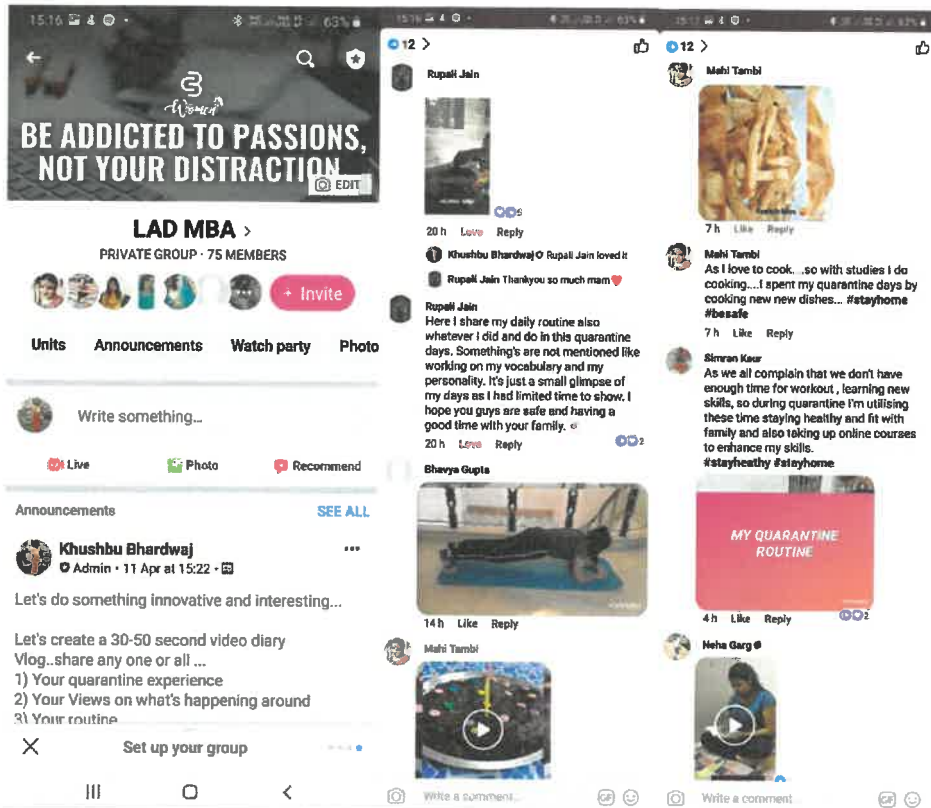 15:16
63%
Women
BE ADDICTED TO PASSIONS,
NOT YOUR DISTRACTION
EDIT
LAD MBA >
PRIVATE GROUP · 75 MEMBERS
+ Invite
Units Announcements Watch party Photo
Write something...
Live Photo Recommend
Announcements SEE ALL
Khushbu Bhardwaj
Admin · 11 Apr at 15:22 ·
Let's do something innovative and interesting...
Let's create a 30-50 second video diary
Vlog..share any one or all ...
1) Your quarantine experience
2) Your Views on what's happening around
3) Your routine
Set up your group
12 >
Rupali Jain
20 h Love Reply
Khushbu Bhardwaj Rupali Jain loved it
Rupali Jain Thankyou so much mam
Rupali Jain
Here I share my daily routine also
whatever I did and do in this quarantine
days. Something's are not mentioned like
working on my vocabulary and my
personality. It's just a small glimpse of
my days as I had limited time to show. I
hope you guys are safe and having a
good time with your family.
20 h Love Reply 2
Bhavya Gupta
14 h Like Reply
Mahi Tambi
Write a comment...
GIF
12 >
Mahi Tambi
7 h Like Reply
Mahi Tambi
As I love to cook....so with studies I do
cooking....I spent my quarantine days by
cooking new new dishes... #stayhome
#besafe
7 h Like Reply
Simran Kaur
As we all complain that we don't have
enough time for workout , learning new
skills, so during quarantine I'm utilising
these time staying healthy and fit with
family and also taking up online courses
to enhance my skills.
#stayheathy #stayhome
MY QUARANTINE
ROUTINE
4 h Like Reply 2
Neha Garg
Write a comment...
GIF